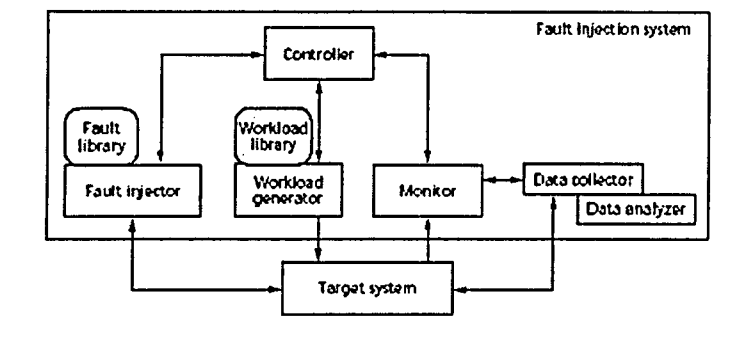 Fault Injection system
Controller
Fault
library
Workload
library
Fault injector
Workload
generator
Monitor
Data collector
Data analyzer
Target system